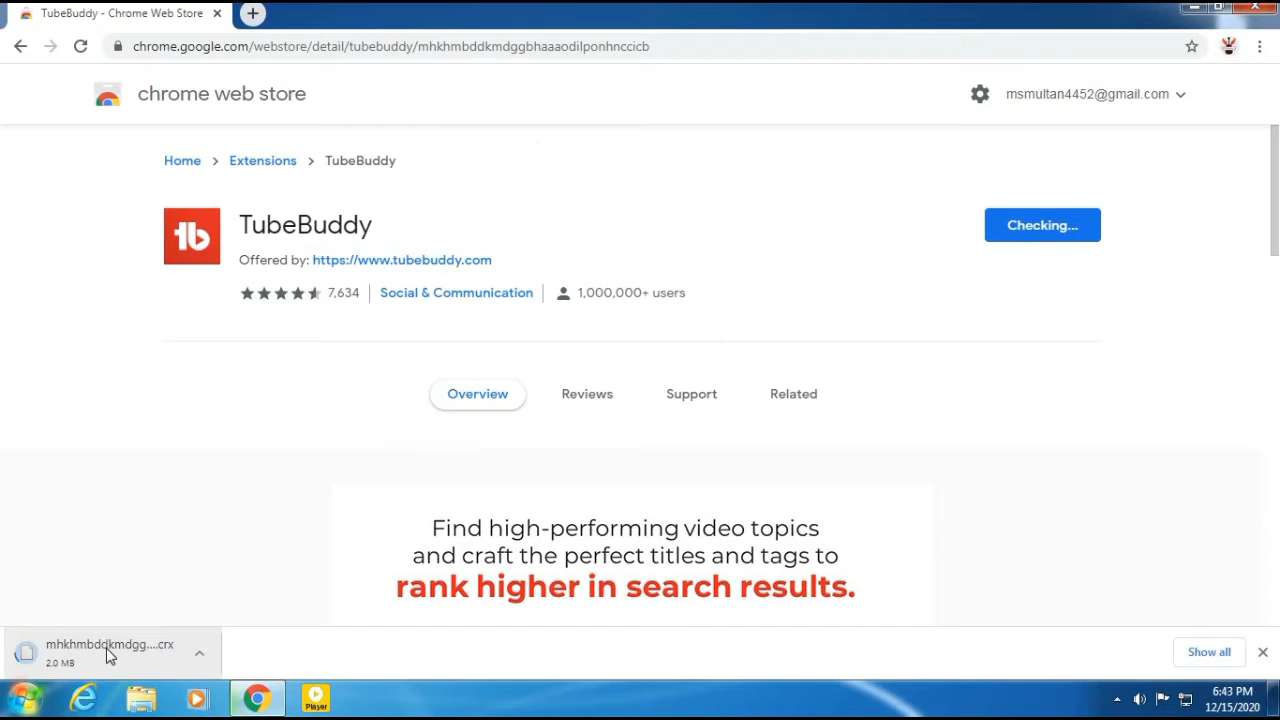 TubeBuddy - Chrome Web Store
chrome.google.com/webstore/detail/tubebuddy/mhkhmbddkmdggbhaaaodilponhnccicb
chrome web store
msmultan4452@gmail.com
Home > Extensions > TubeBuddy
tb
TubeBuddy
Checking...
Offered by: https://www.tubebuddy.com
7,634 | Social & Communication | 1,000,000+ users
Overview Reviews Support Related
Find high-performing video topics
and craft the perfect titles and tags to
rank higher in search results.
mhkhmbddkmdgg....crx
2.0 MB
Show all
Player
6:43 PM
12/15/2020